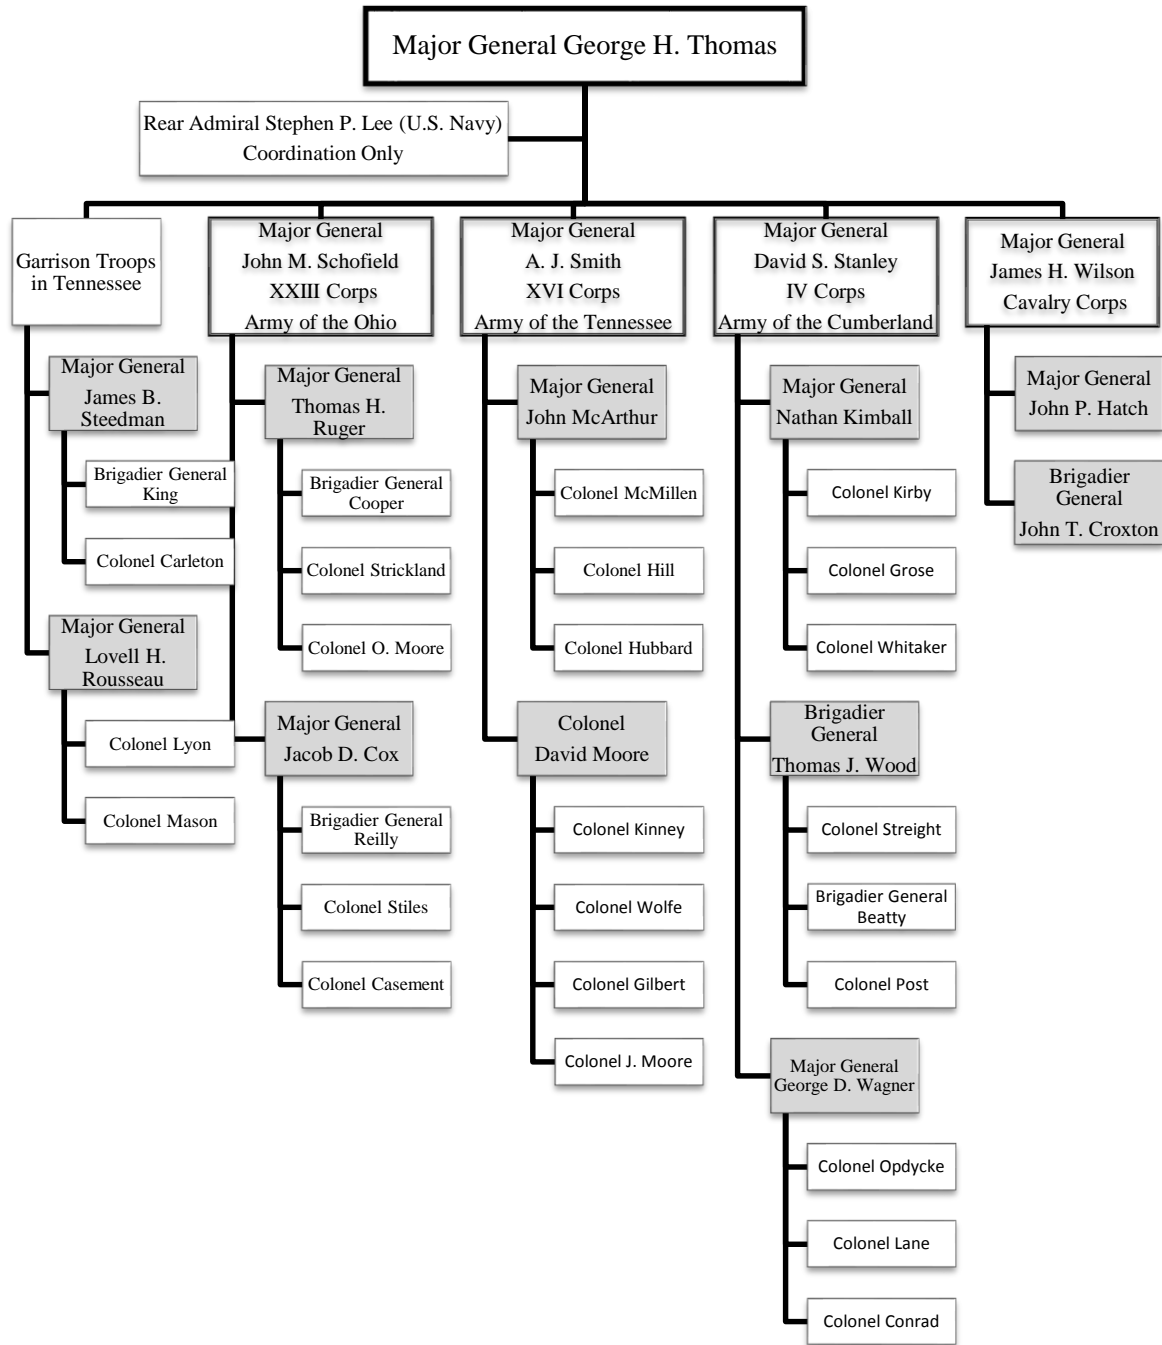 Major General George H. Thomas
Rear Admiral Stephen P. Lee (U.S. Navy)
Coordination Only
Garrison Troops
in Tennessee
Major General
James B.
Steedman
Brigadier General
King
Colonel Carleton
Major General
Lovell H.
Rousseau
Colonel Lyon
Colonel Mason
Major General
John M. Schofield
XXIII Corps
Army of the Ohio
Major General
Thomas H.
Ruger
Brigadier General
Cooper
Colonel Strickland
Colonel O. Moore
Major General
Jacob D. Cox
Brigadier General
Reilly
Colonel Stiles
Colonel Casement
Major General
A. J. Smith
XVI Corps
Army of the Tennessee
Major General
John McArthur
Colonel McMillen
Colonel Hill
Colonel Hubbard
Colonel
David Moore
Colonel Kinney
Colonel Wolfe
Colonel Gilbert
Colonel J. Moore
Major General
David S. Stanley
IV Corps
Army of the Cumberland
Major General
Nathan Kimball
Colonel Kirby
Colonel Grose
Colonel Whitaker
Brigadier
General
Thomas J. Wood
Colonel Streight
Brigadier General
Beatty
Colonel Post
Major General
George D. Wagner
Colonel Opdycke
Colonel Lane
Colonel Conrad
Major General
James H. Wilson
Cavalry Corps
Major General
John P. Hatch
Brigadier
General
John T. Croxton